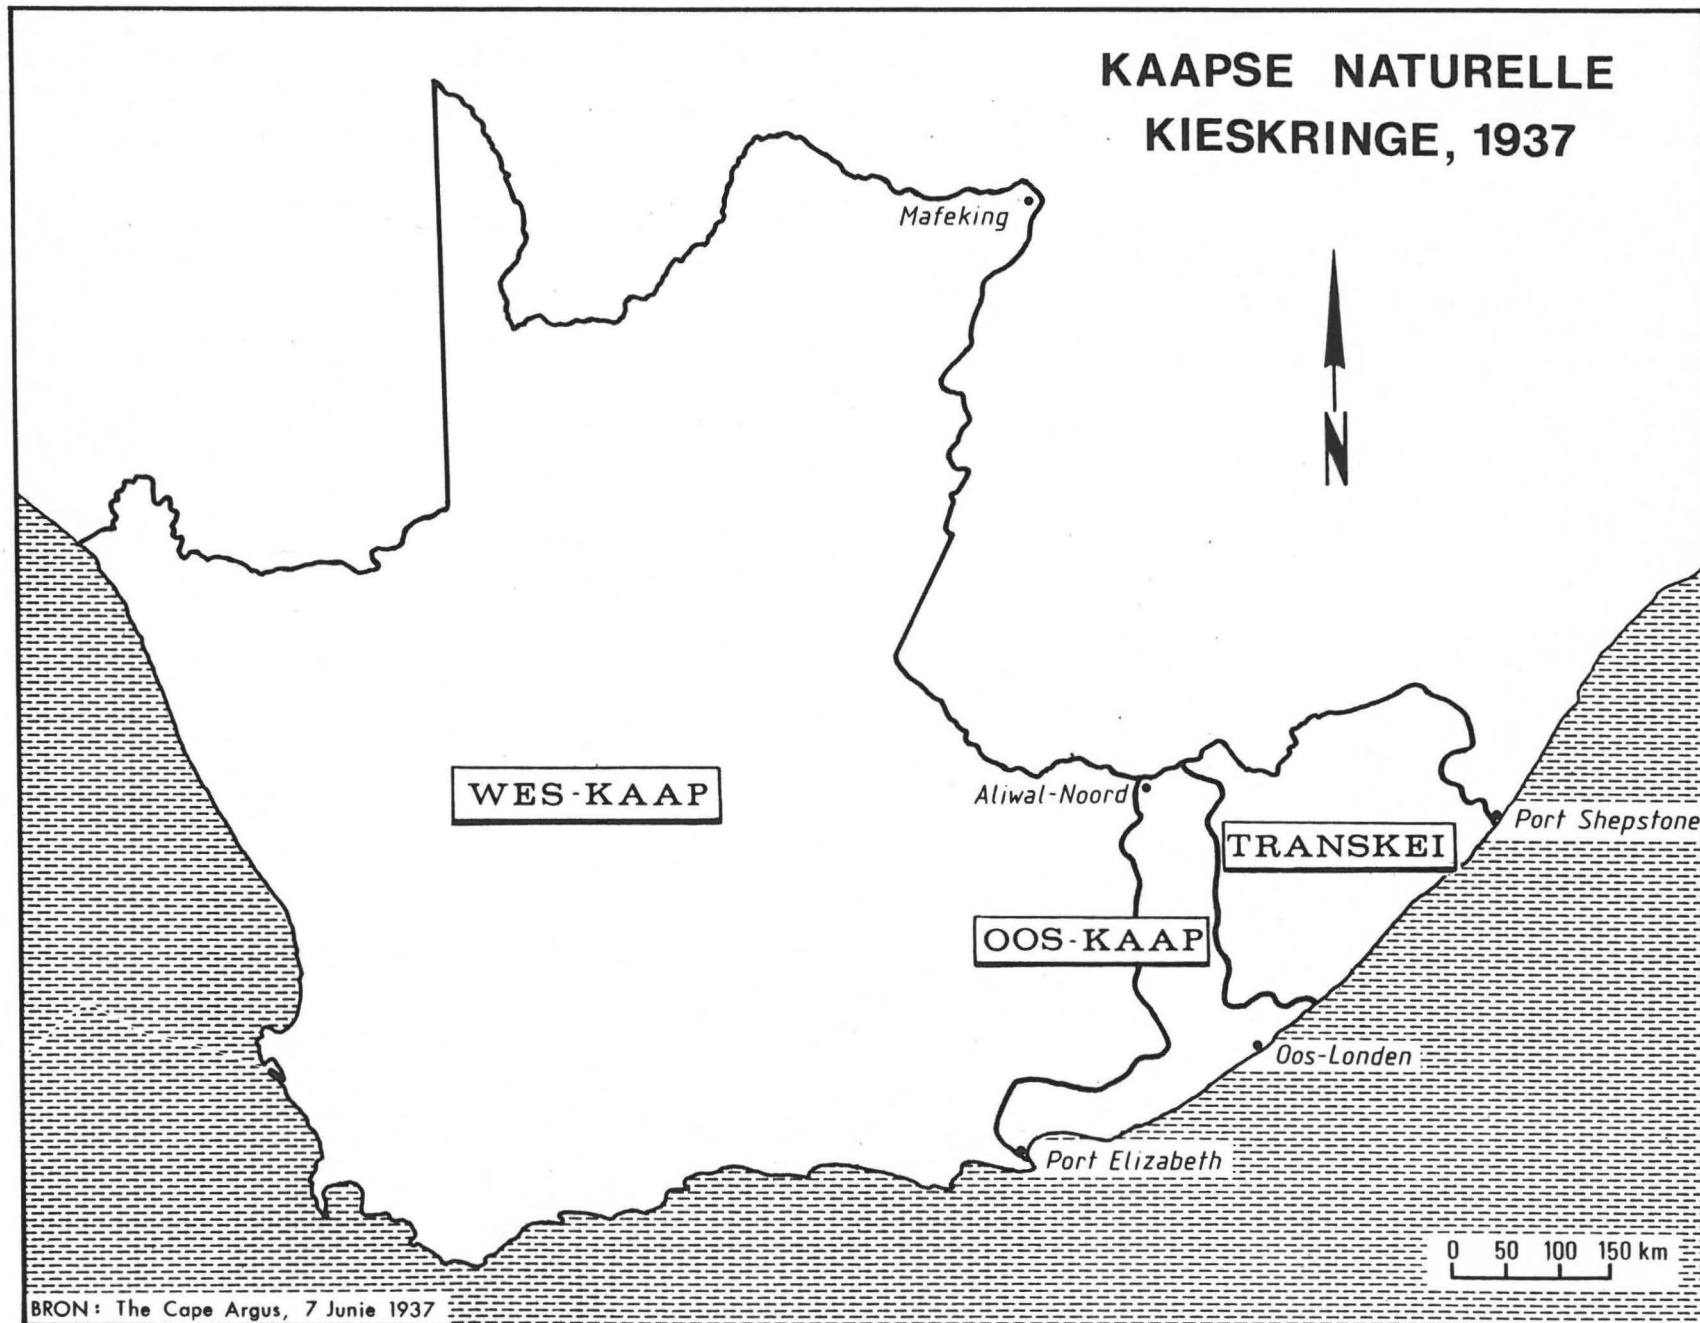 KAAPSE NATURELLE
KIESKRINGE, 1937
Mafeking
N
WES-KAAP
Aliwal-Noord
Port Shepstone
TRANSKEI
OOS-KAAP
Oos-Londen
Port Elizabeth
0 50 100 150 km
BRON: The Cape Argus, 7 Junie 1937